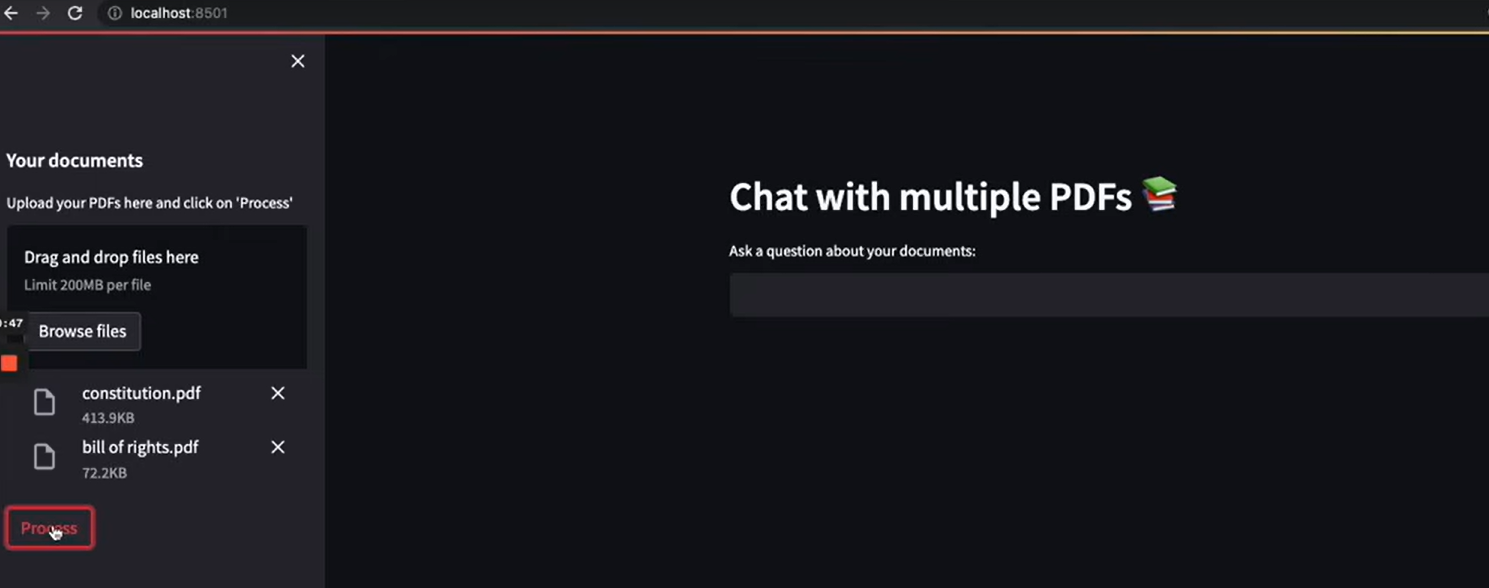 localhost:8501
Your documents
Upload your PDFs here and click on 'Process'
Drag and drop files here
Limit 200MB per file
:47
Browse files
constitution.pdf
413.9KB
bill of rights.pdf
72.2KB
Process
Chat with multiple PDFs
Ask a question about your documents: